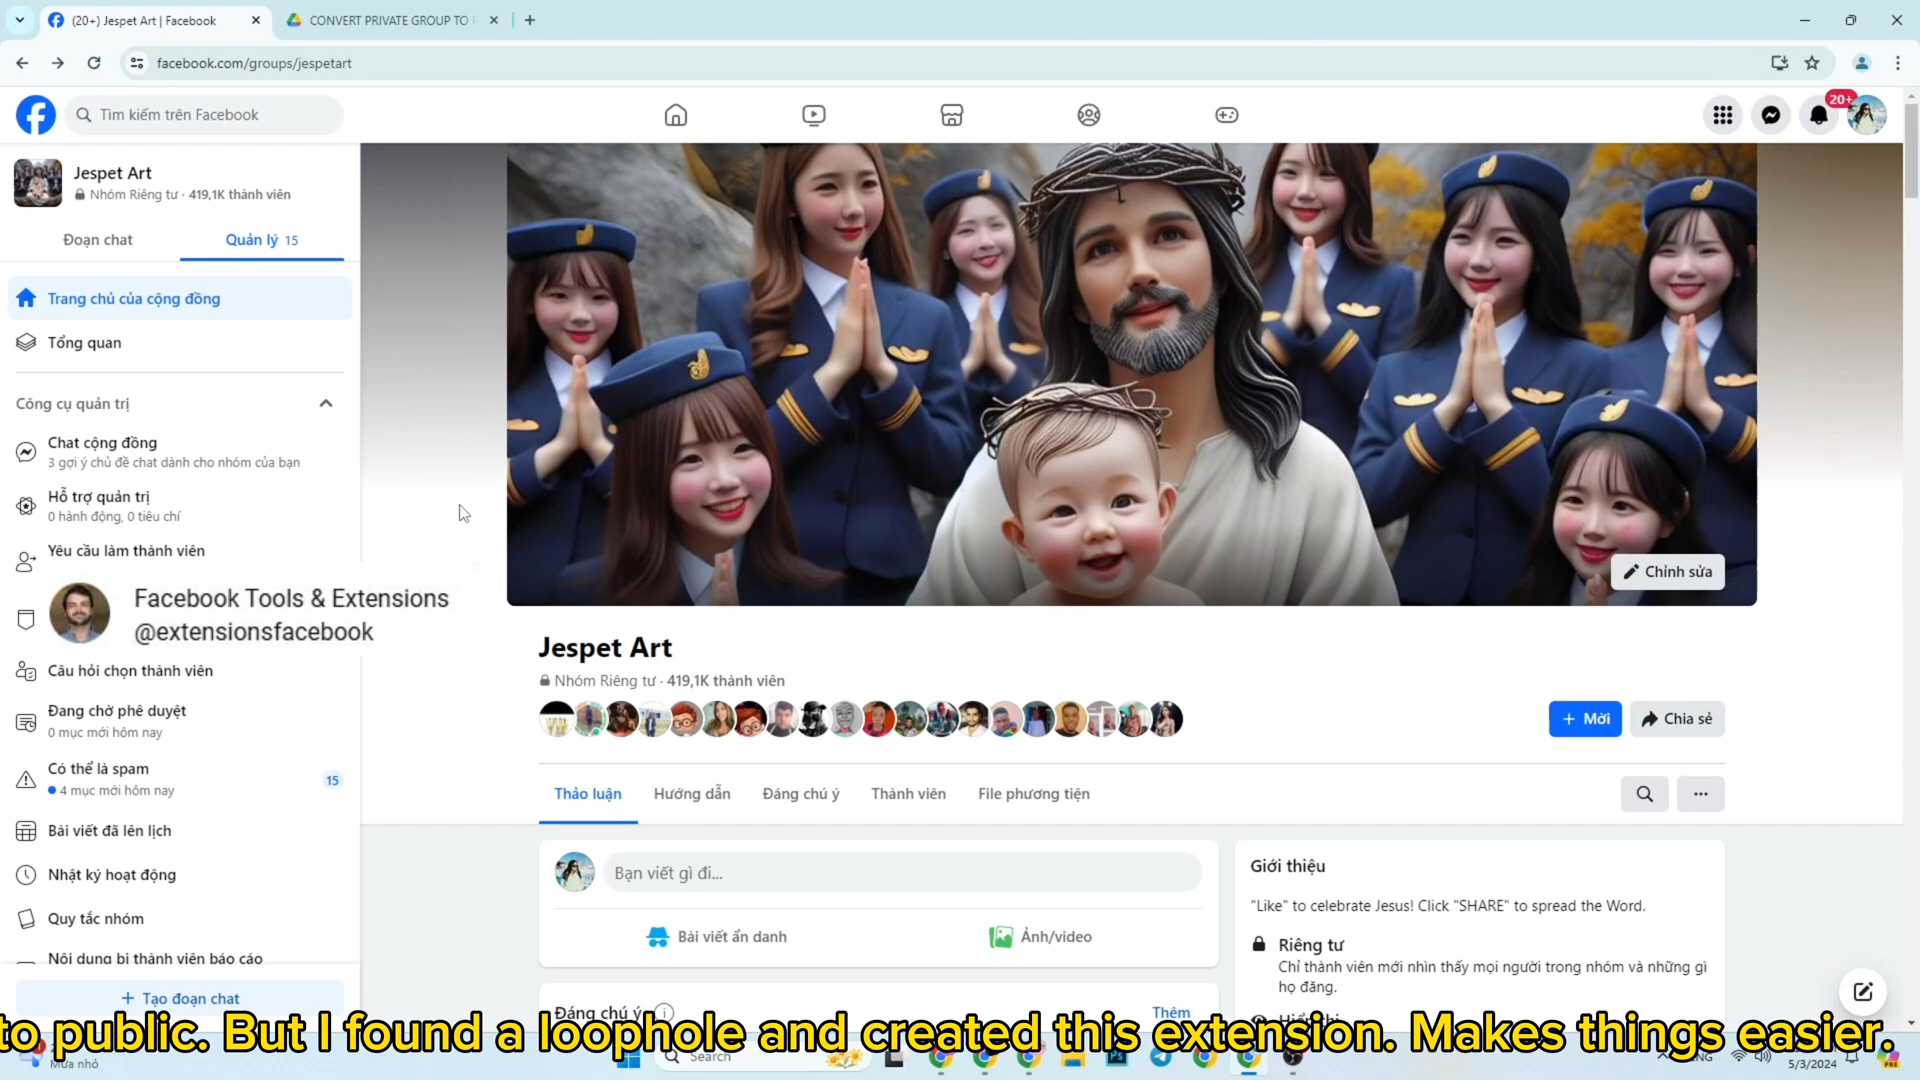 (20+) Jespet Art | Facebook
CONVERT PRIVATE GROUP TO
facebook.com/groups/jespetart
Tìm kiếm trên Facebook
20+
Jespet Art
Nhóm Riêng tư · 419,1K thành viên
Đoạn chat
Quản lý 15
Trang chủ của cộng đồng
Tổng quan
Công cụ quản trị
Chat cộng đồng
3 gợi ý chủ đề chat dành cho nhóm của bạn
Hỗ trợ quản trị
0 hành động, 0 tiêu chí
Yêu cầu làm thành viên
Facebook Tools & Extensions
@extensionsfacebook
Câu hỏi chọn thành viên
Đang chờ phê duyệt
0 mục mới hôm nay
Có thể là spam
4 mục mới hôm nay
15
Bài viết đã lên lịch
Nhật ký hoạt động
Quy tắc nhóm
Nội dung bị thành viên báo cáo
+ Tạo đoạn chat
Chỉnh sửa
Jespet Art
Nhóm Riêng tư · 419,1K thành viên
+ Mời
Chia sẻ
Thảo luận
Hướng dẫn
Đáng chú ý
Thành viên
File phương tiện
Bạn viết gì đi...
Bài viết ẩn danh
Ảnh/video
Đáng chú ý
Thêm
Giới thiệu
"Like" to celebrate Jesus! Click "SHARE" to spread the Word.
Riêng tư
Chỉ thành viên mới nhìn thấy mọi người trong nhóm và những gì
họ đăng.
to public. But I found a loophole and created this extension. Makes things easier.
Mưa nhỏ
Search
5/3/2024